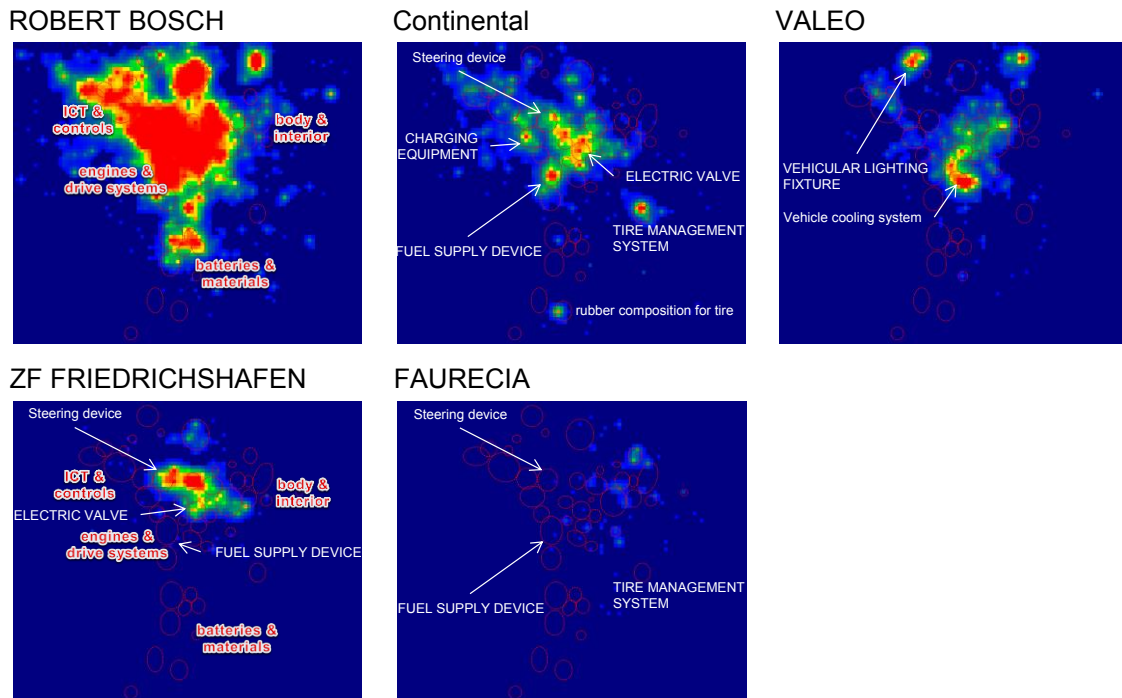 ROBERT BOSCH
ICT &
controls
body &
interior
engines &
drive systems
batteries &
materials
Continental
Steering device
CHARGING
EQUIPMENT
ELECTRIC VALVE
FUEL SUPPLY DEVICE
TIRE MANAGEMENT
SYSTEM
rubber composition for tire
VALEO
VEHICULAR LIGHTING
FIXTURE
Vehicle cooling system
ZF FRIEDRICHSHAFEN
Steering device
ICT &
controls
body &
interior
ELECTRIC VALVE
engines &
drive systems
FUEL SUPPLY DEVICE
batteries &
materials
FAURECIA
Steering device
FUEL SUPPLY DEVICE
TIRE MANAGEMENT
SYSTEM